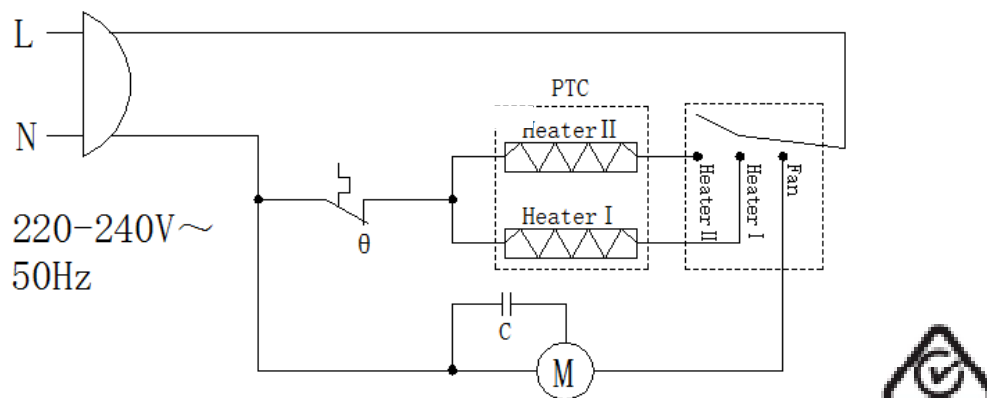 L
N
220-240V～
50Hz
PTC
Heater II
Heater I
Heater II
Heater I
Fan
θ
C
M